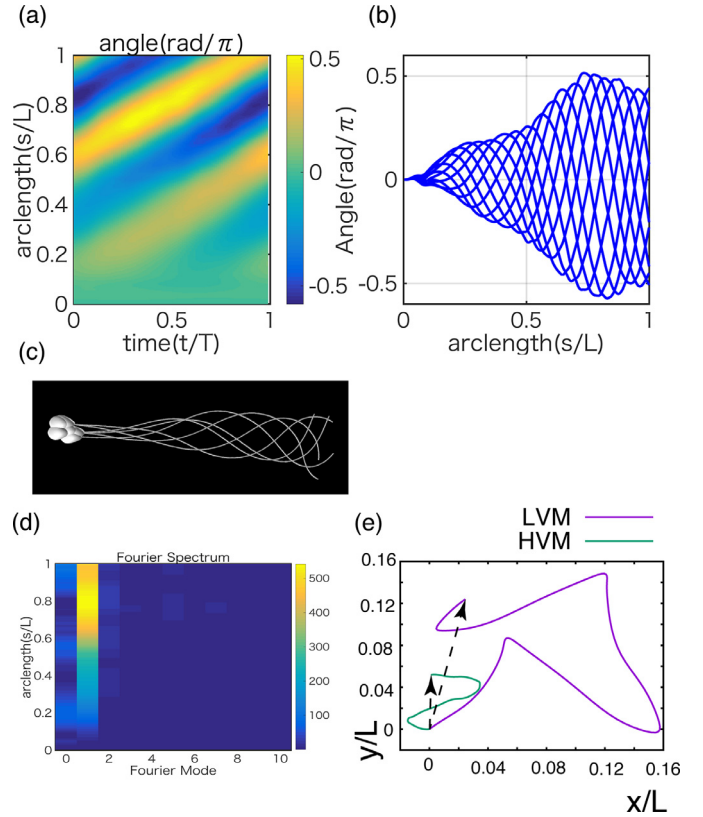 (a)
angle(rad/π)
1
0.8
0.6
0.4
0.2
0
arclength(s/L)
0
0.5
1
time(t/T)
0.5
0
-0.5
Angle(rad/π)
(b)
0.5
0
-0.5
0
0.5
1
arclength(s/L)
(c)
(d)
Fourier Spectrum
1
0.8
0.6
0.4
0.2
0
arclength(s/L)
0 2 4 6 8 10
Fourier Mode
500
400
300
200
100
(e)
LVM
HVM
0.16
0.12
0.08
0.04
0
y/L
0 0.04 0.08 0.12 0.16
x/L